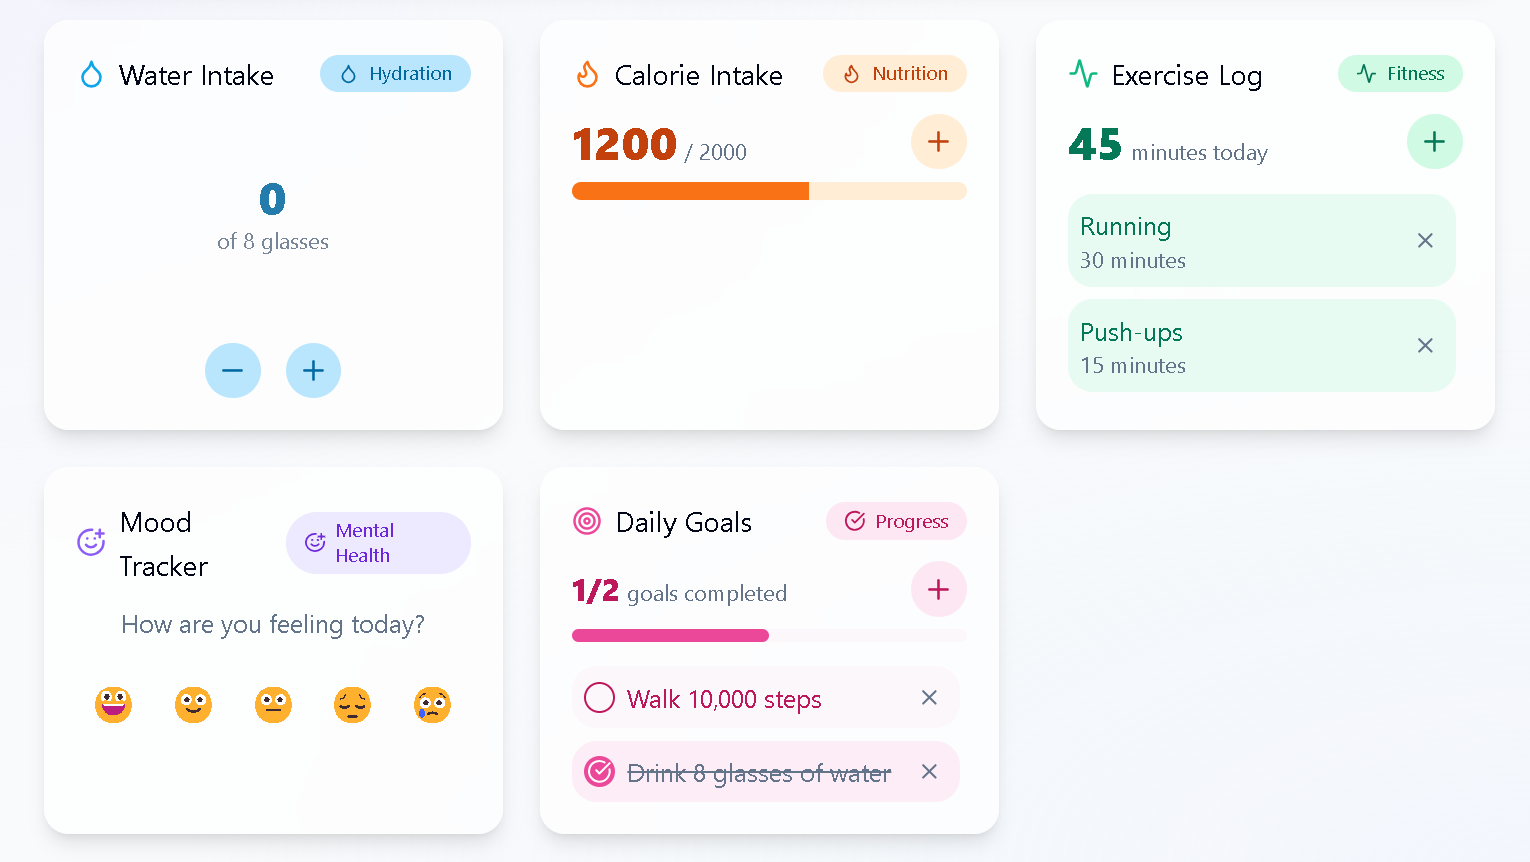 Water Intake
Hydration
0
of 8 glasses
Calorie Intake
Nutrition
1200 / 2000
Exercise Log
Fitness
45 minutes today
Running
30 minutes
Push-ups
15 minutes
Mood
Tracker
Mental
Health
How are you feeling today?
Daily Goals
Progress
1/2 goals completed
Walk 10,000 steps
Drink 8 glasses of water